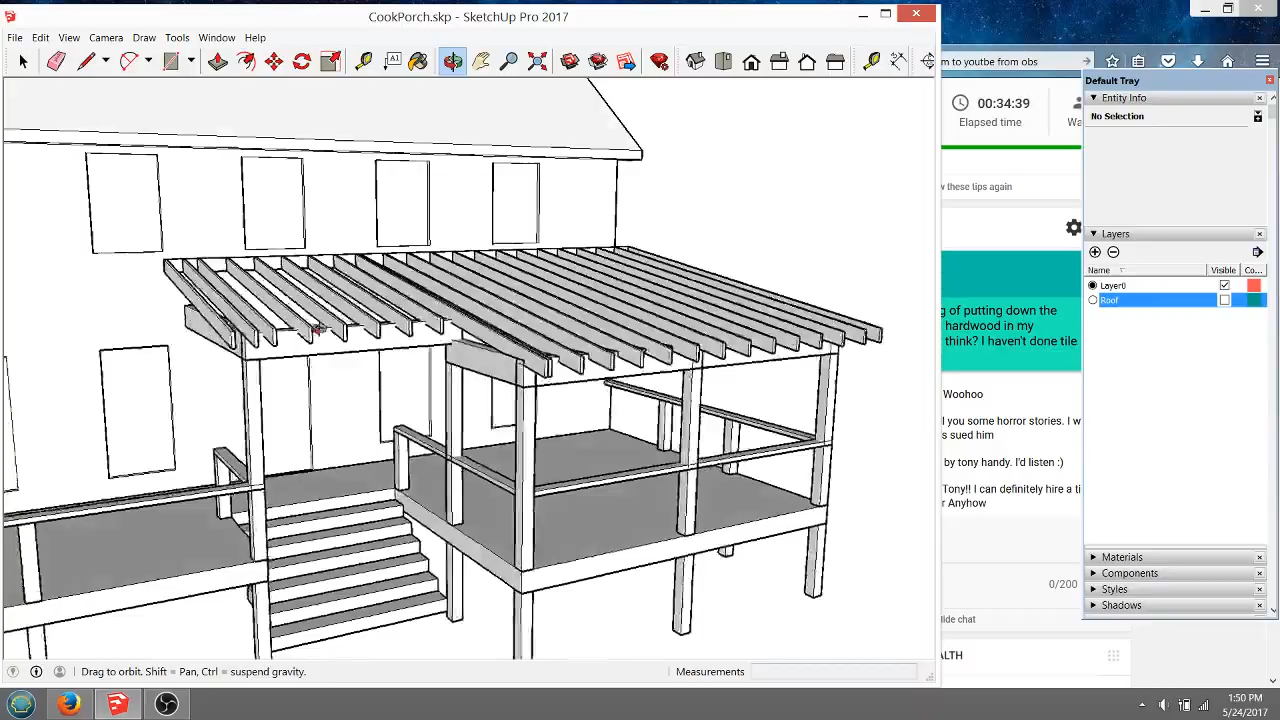 CookPorch.skp - SketchUp Pro 2017
File Edit View Camera Draw Tools Window Help
A1
m to youtbe from obs
Default Tray
Entity Info
No Selection
00:34:39
Elapsed time
Wa
w these tips again
Layers
Name Visible Co...
Layer0
Roof
g of putting down the
hardwood in my
think? I haven't done tile
Woohoo
l you some horror stories. I w
s sued him
by tony handy. I'd listen :)
Tony!! I can definitely hire a ti
r Anyhow
Materials
Components
Styles
Shadows
0/200
lide chat
ALTH
Drag to orbit. Shift = Pan, Ctrl = suspend gravity.
Measurements
1:50 PM
5/24/2017